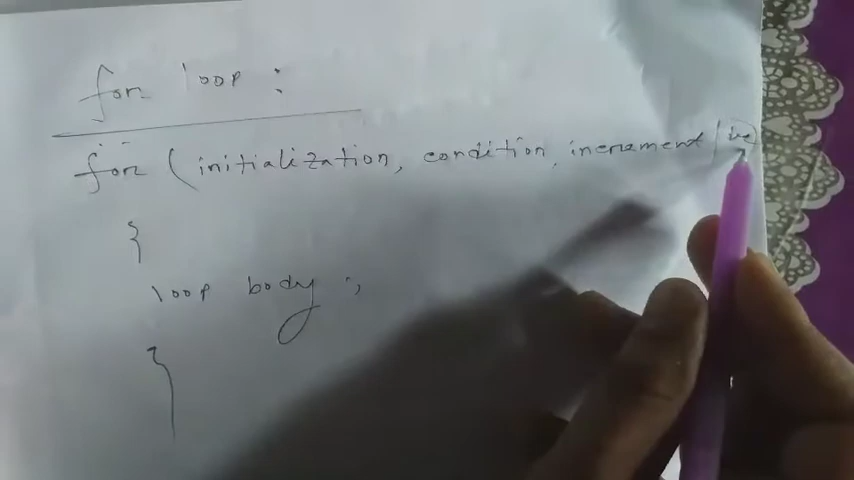 for loop :
for ( initialization, condition, increment /
{
loop body ;
}